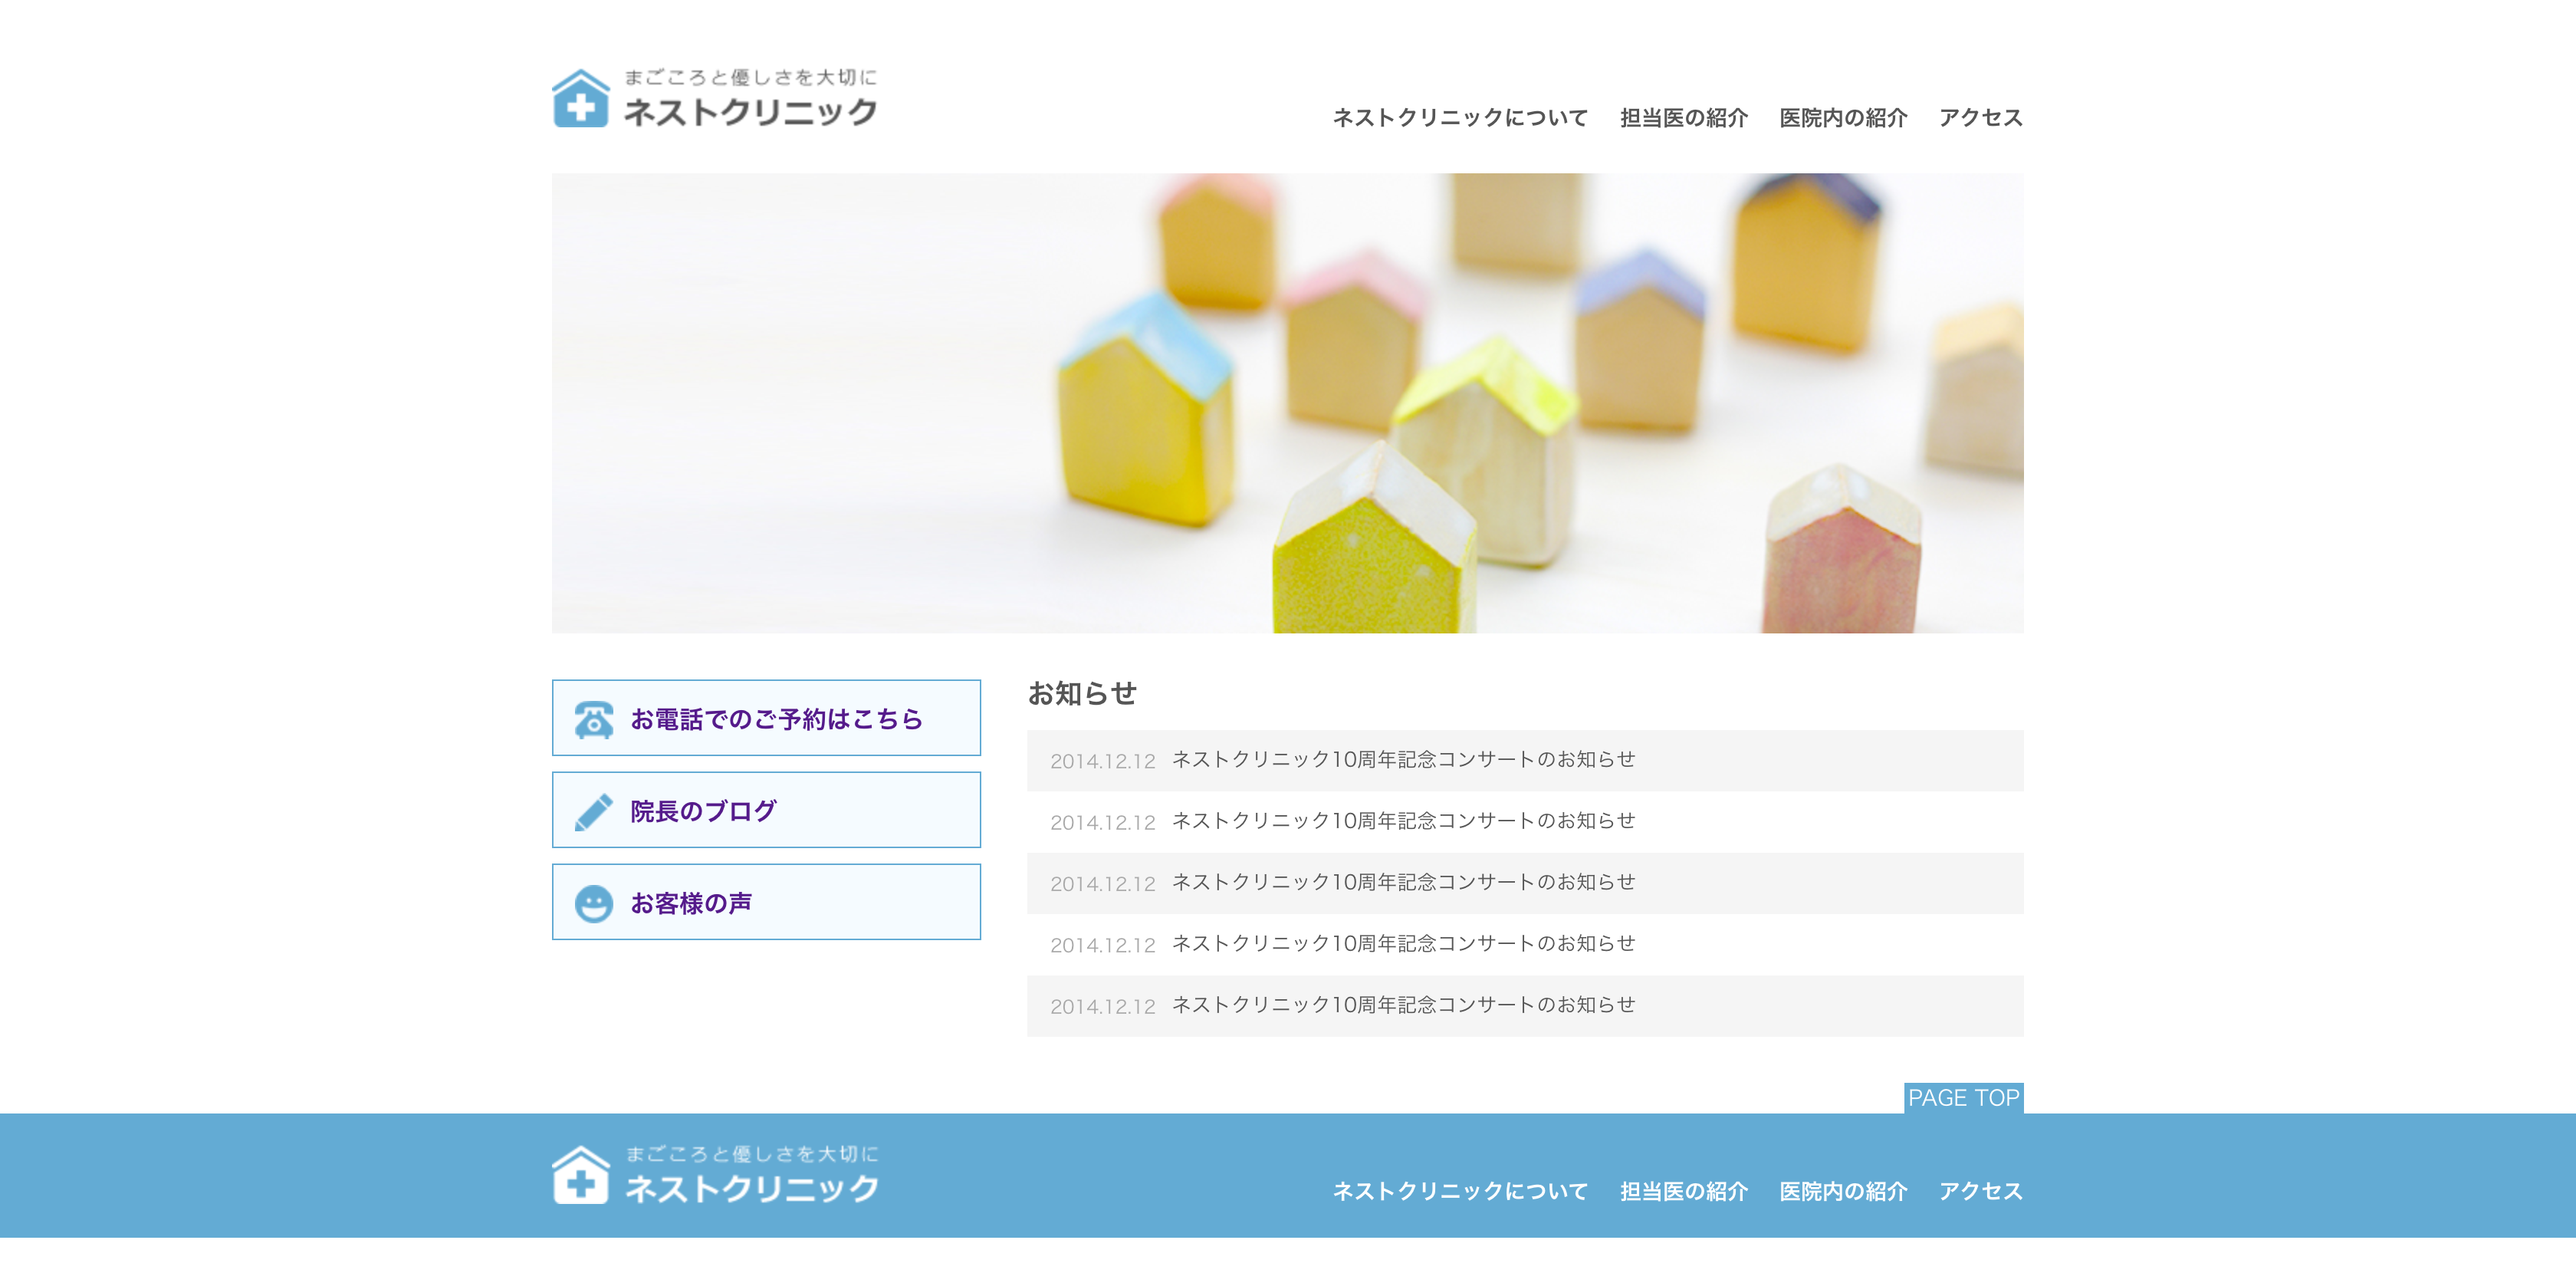 まごころと優しさを大切に
ネストクリニック
ネストクリニックについて 担当医の紹介 医院内の紹介 アクセス
お電話でのご予約はこちら
院長のブログ
お客様の声
お知らせ
2014.12.12 ネストクリニック10周年記念コンサートのお知らせ
2014.12.12 ネストクリニック10周年記念コンサートのお知らせ
2014.12.12 ネストクリニック10周年記念コンサートのお知らせ
2014.12.12 ネストクリニック10周年記念コンサートのお知らせ
2014.12.12 ネストクリニック10周年記念コンサートのお知らせ
PAGE TOP
まごころと優しさを大切に
ネストクリニック
ネストクリニックについて 担当医の紹介 医院内の紹介 アクセス